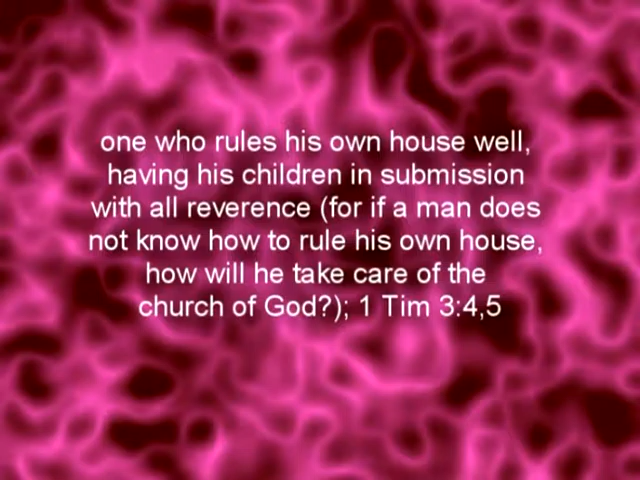 one who rules his own house well,
having his children in submission
with all reverence (for if a man does
not know how to rule his own house,
how will he take care of the
church of God?); 1 Tim 3:4,5